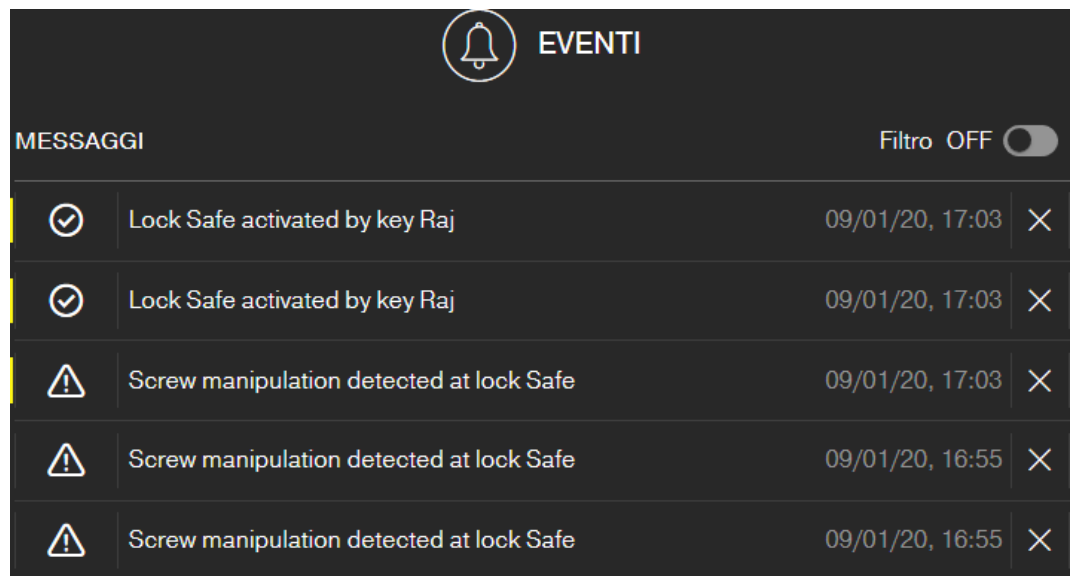 EVENTI
MESSAGGI Filtro OFF
Lock Safe activated by key Raj 09/01/20, 17:03
Lock Safe activated by key Raj 09/01/20, 17:03
Screw manipulation detected at lock Safe 09/01/20, 17:03
Screw manipulation detected at lock Safe 09/01/20, 16:55
Screw manipulation detected at lock Safe 09/01/20, 16:55